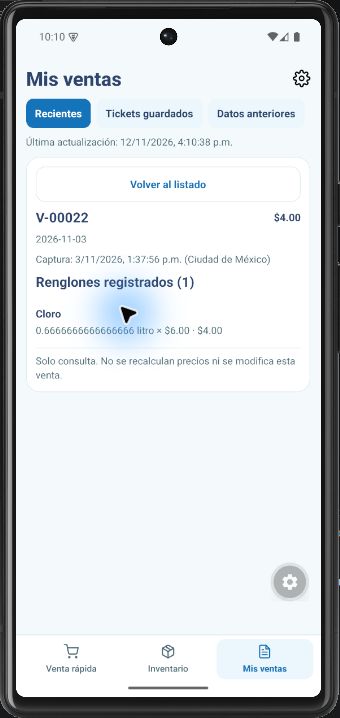 10:10
Mis ventas
Recientes
Tickets guardados
Datos anteriores
Última actualización: 12/11/2026, 4:10:38 p.m.
Volver al listado
V-00022
$4.00
2026-11-03
Captura: 3/11/2026, 1:37:56 p.m. (Ciudad de México)
Renglones registrados (1)
Cloro
0.6666666666666666 litro × $6.00 · $4.00
Solo consulta. No se recalculan precios ni se modifica esta
venta.
Venta rápida
Inventario
Mis ventas